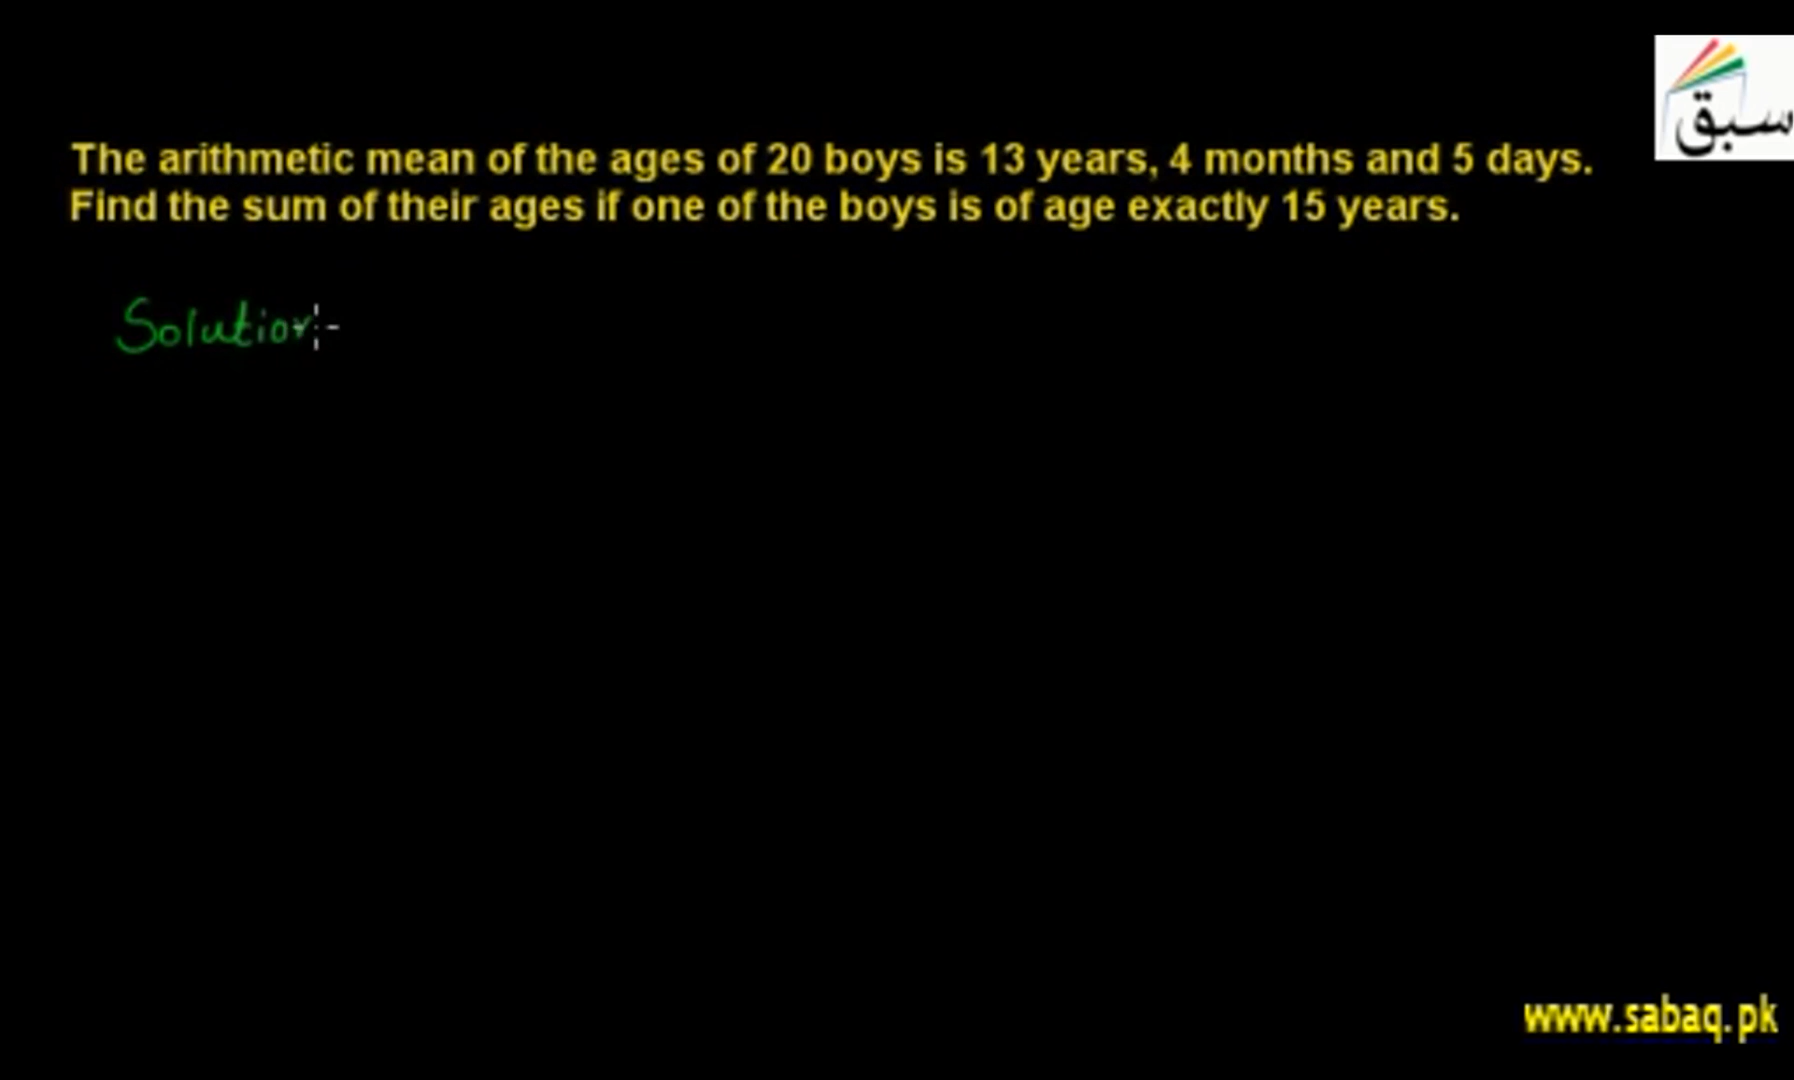 سبق
The arithmetic mean of the ages of 20 boys is 13 years, 4 months and 5 days.
Find the sum of their ages if one of the boys is of age exactly 15 years.
Solution:-
www.sabaq.pk